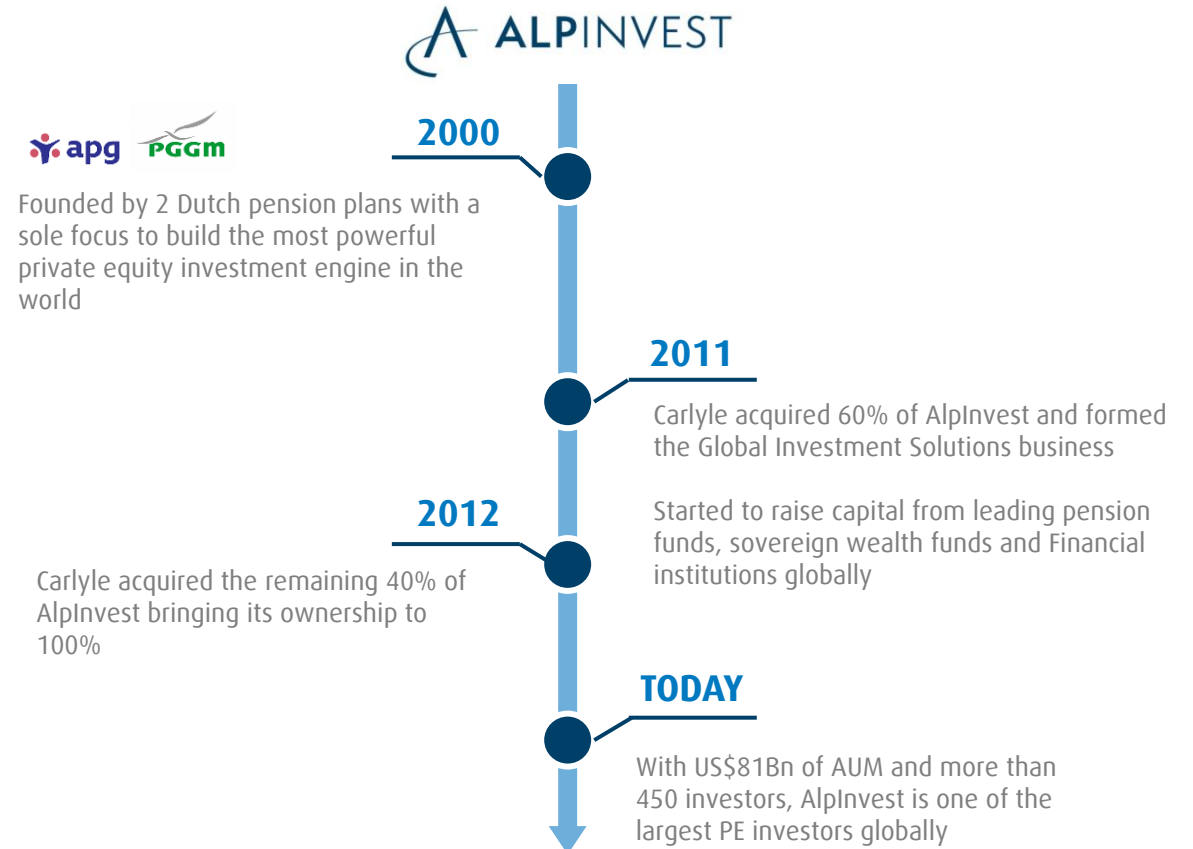 ALPINVEST
2000
apg PGGM
Founded by 2 Dutch pension plans with a
sole focus to build the most powerful
private equity investment engine in the
world
2011
Carlyle acquired 60% of AlpInvest and formed
the Global Investment Solutions business
Started to raise capital from leading pension
funds, sovereign wealth funds and Financial
institutions globally
2012
Carlyle acquired the remaining 40% of
AlpInvest bringing its ownership to
100%
TODAY
With US$81Bn of AUM and more than
450 investors, AlpInvest is one of the
largest PE investors globally